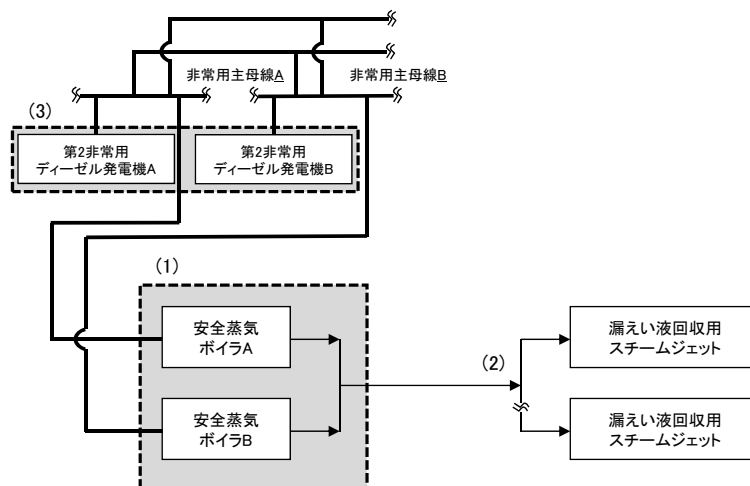 非常用主母線A
非常用主母線B
(3)
第2非常用
ディーゼル発電機A
第2非常用
ディーゼル発電機B
(1)
安全蒸気
ボイラA
安全蒸気
ボイラB
(2)
漏えい液回収用
スチームジェット
漏えい液回収用
スチームジェット